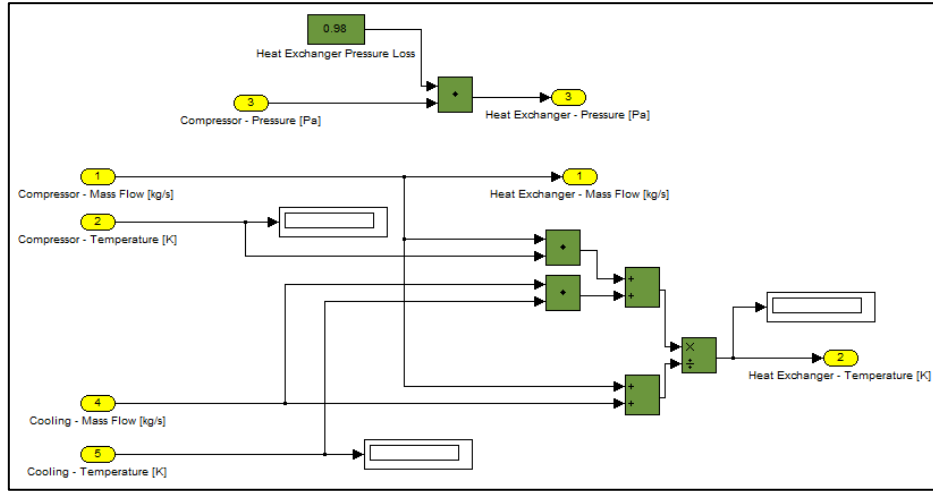 0.98
Heat Exchanger Pressure Loss
3
Compressor - Pressure [Pa]
3
Heat Exchanger - Pressure [Pa]
1
Compressor - Mass Flow [kg/s]
1
Heat Exchanger - Mass Flow [kg/s]
2
Compressor - Temperature [K]
+
+
×
÷
2
Heat Exchanger - Temperature [K]
+
+
4
Cooling - Mass Flow [kg/s]
5
Cooling - Temperature [K]